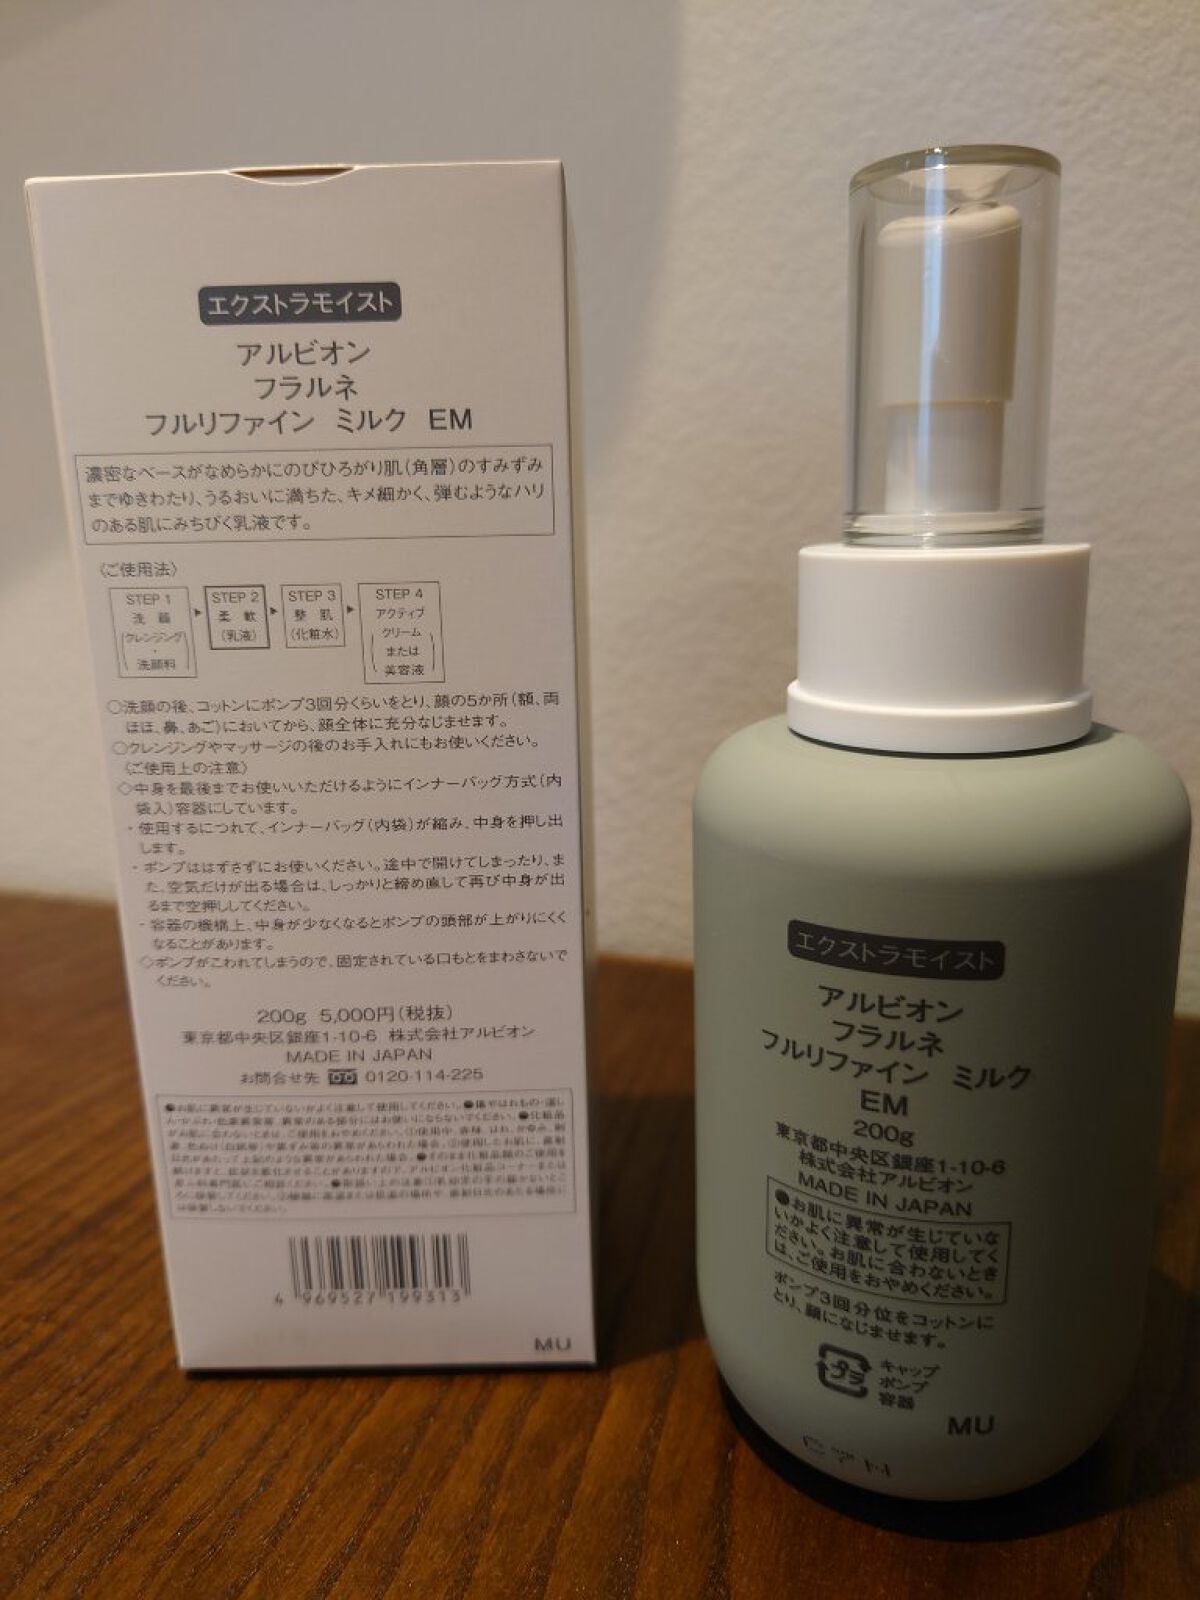 エクストラモイスト
アルビオン
フラルネ
フルリファイン ミルク EM
濃密なベースがなめらかにのびひろがり肌(角層)のすみずみ
までゆきわたり、うるおいに満ちた、キメ細かく、弾むようなハリ
のある肌にみちびく乳液です。
〈ご使用法〉
STEP 1
洗顔
クレンジング
・
洗顔料
STEP 2
柔軟
(乳液)
STEP 3
整肌
(化粧水)
STEP 4
アクティブ
クリーム
または
美容液
○洗顔の後、コットンにポンプ3回分くらいをとり、顔の5か所(額、両
ほほ、鼻、あご)においてから、顔全体に充分なじませます。
○クレンジングやマッサージの後のお手入れにもお使いください。
〈ご使用上の注意〉
◇中身を最後までお使いいただけるようにインナーバッグ方式(内
袋入)容器にしています。
・使用するにつれて、インナーバッグ(内袋)が縮み、中身を押し出
します。
・ポンプははずさずにお使いください。途中で開けてしまったり、ま
た、空気だけが出る場合は、しっかりと締め直して再び中身が出
るまで空押ししてください。
・容器の機構上、中身が少なくなるとポンプの頭部が上がりにくく
なることがあります。
◇ポンプがこわれてしまうので、固定されている口もとをまわさないで
ください。
200g 5,000円(税抜)
東京都中央区銀座1-10-6 株式会社アルビオン
MADE IN JAPAN
お問合せ先 0120-114-225
4 969527 199313
MU
エクストラモイスト
アルビオン
フラルネ
フルリファイン ミルク
EM
200g
東京都中央区銀座1-10-6
株式会社アルビオン
MADE IN JAPAN
●お肌に異常が生じていな
いかよく注意して使用してく
ださい。お肌に合わないとき
は、ご使用をおやめください。
ポンプ3回分位をコットンに
とり、顔になじませます。
プラ
キャップ
ポンプ
容器
MU